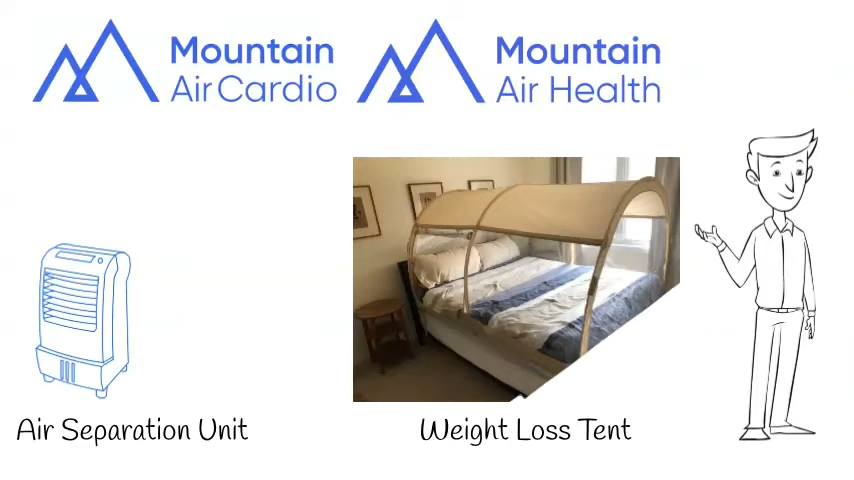 Mountain
Air Cardio
Mountain
Air Health
Air Separation Unit
Weight Loss Tent